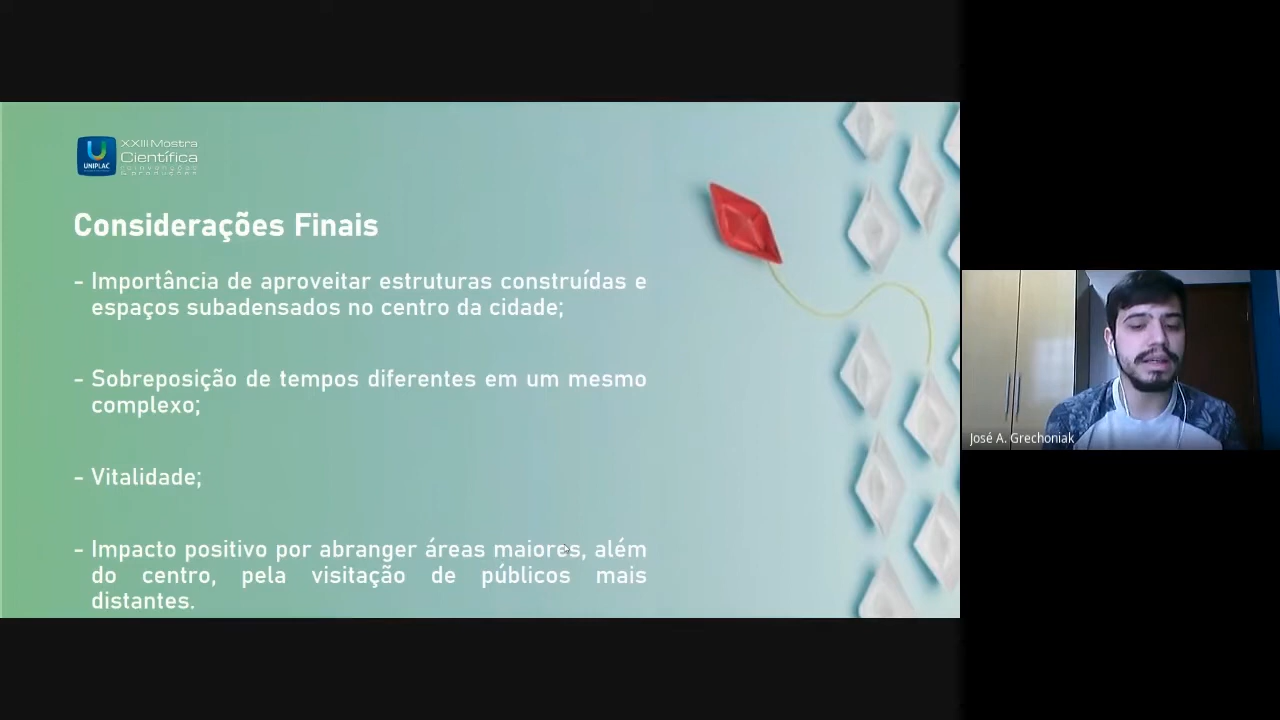 XXIII Mostra
Científica
UNIPLAC
Considerações Finais
- Importância de aproveitar estruturas construídas e
espaços subadensados no centro da cidade;
- Sobreposição de tempos diferentes em um mesmo
complexo;
- Vitalidade;
- Impacto positivo por abranger áreas maiores, além
do centro, pela visitação de públicos mais
distantes.
José A. Grechoniak